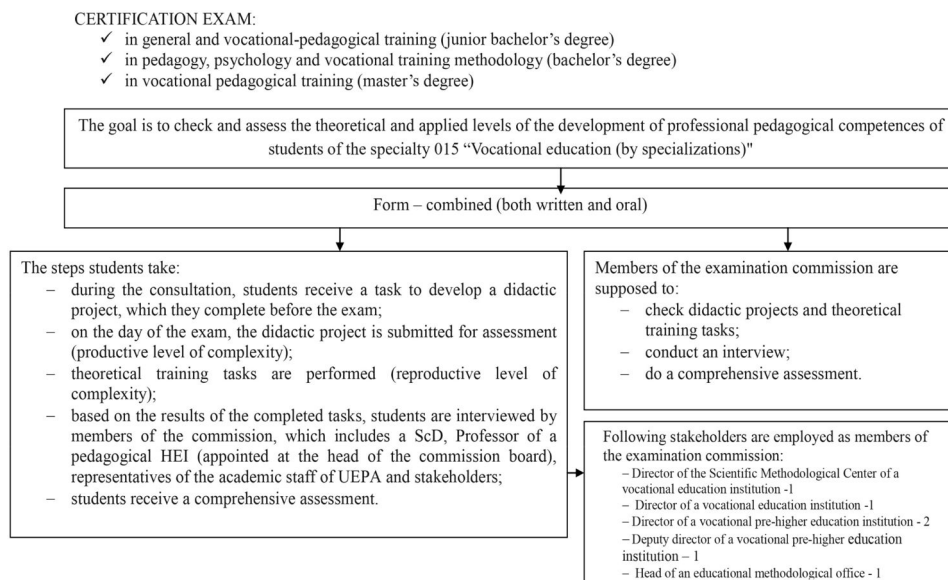 CERTIFICATION EXAM:
✓ in general and vocational-pedagogical training (junior bachelor’s degree)
✓ in pedagogy, psychology and vocational training methodology (bachelor’s degree)
✓ in vocational pedagogical training (master’s degree)
The goal is to check and assess the theoretical and applied levels of the development of professional pedagogical competences of
students of the specialty 015 “Vocational education (by specializations)"
Form – combined (both written and oral)
The steps students take:
– during the consultation, students receive a task to develop a didactic
project, which they complete before the exam;
– on the day of the exam, the didactic project is submitted for assessment
(productive level of complexity);
– theoretical training tasks are performed (reproductive level of
complexity);
– based on the results of the completed tasks, students are interviewed by
members of the commission, which includes a ScD, Professor of a
pedagogical HEI (appointed at the head of the commission board),
representatives of the academic staff of UEPA and stakeholders;
– students receive a comprehensive assessment.
Members of the examination commission are
supposed to:
– check didactic projects and theoretical
training tasks;
– conduct an interview;
– do a comprehensive assessment.
Following stakeholders are employed as members of
the examination commission:
– Director of the Scientific Methodological Center of a
vocational education institution -1
– Director of a vocational education institution -1
– Director of a vocational pre-higher education institution - 2
– Deputy director of a vocational pre-higher education
institution – 1
– Head of an educational methodological office - 1